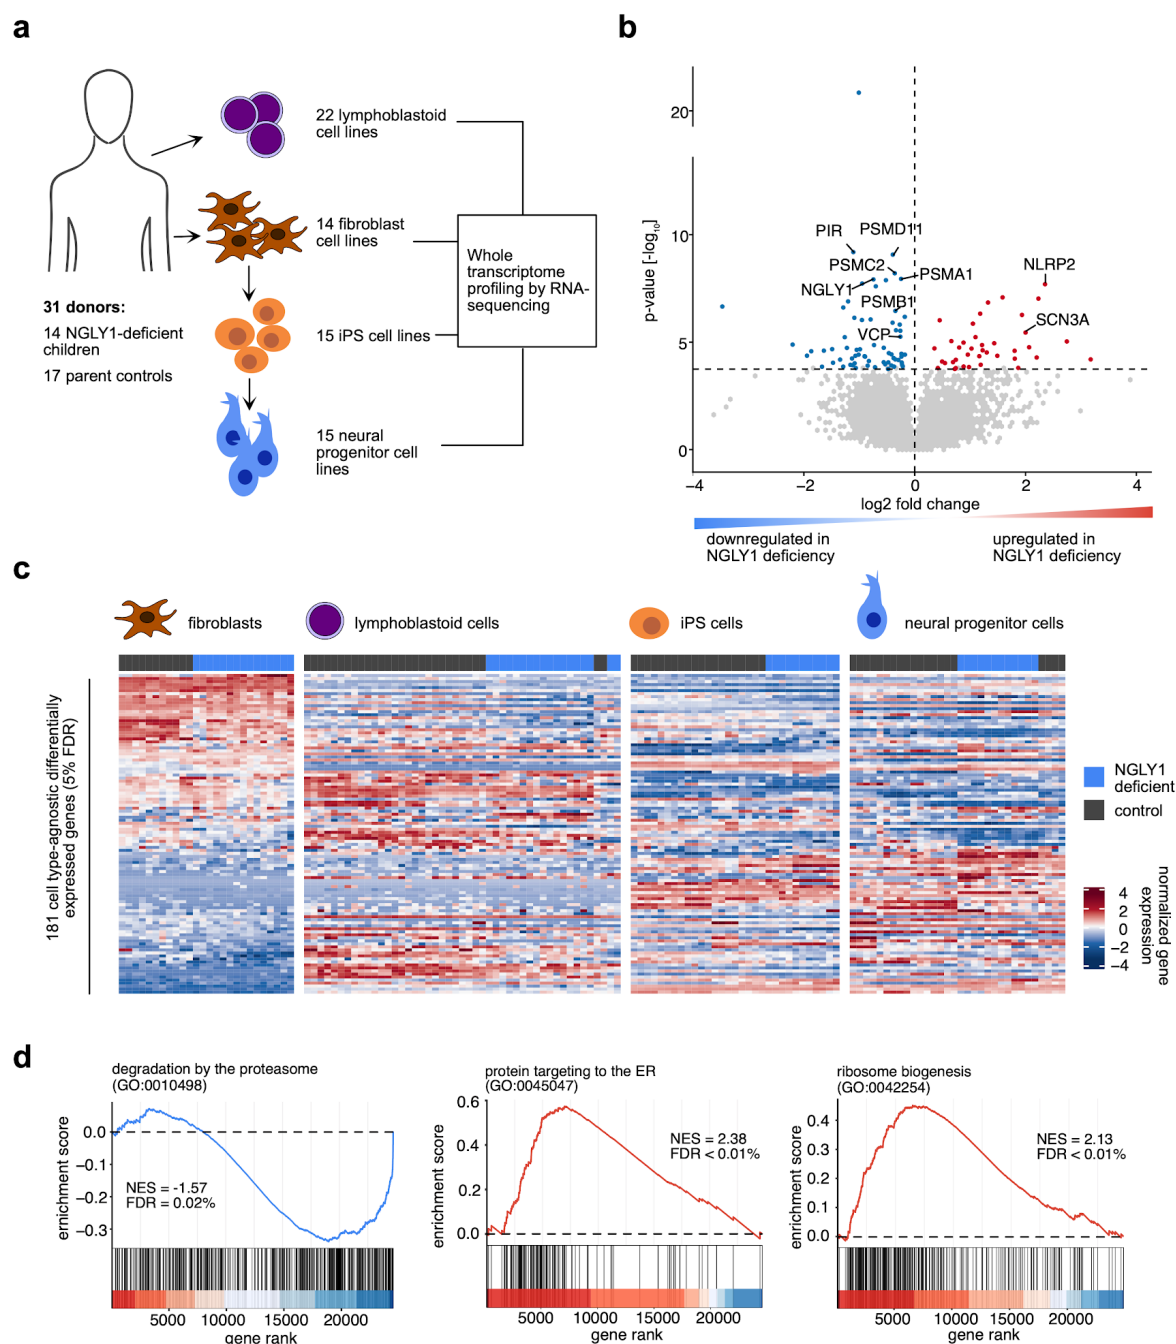 a
22 lymphoblastoid
cell lines
14 fibroblast
cell lines
Whole
transcriptome
profiling by RNA-
sequencing
31 donors:
14 NGLY1-deficient
children
17 parent controls
15 iPS cell lines
15 neural
progenitor cell
lines
b
20
10
5
0
p-value [-log10]
PIR
PSMD11
PSMC2
PSMA1
NGLY1
PSMB1
VCP
NLRP2
SCN3A
−4
−2
0
2
4
log2 fold change
downregulated in
NGLY1 deficiency
upregulated in
NGLY1 deficiency
c
fibroblasts
lymphoblastoid cells
iPS cells
neural progenitor cells
181 cell type-agnostic differentially
expressed genes (5% FDR)
NGLY1
deficient
control
4
2
0
−2
−4
normalized gene
expression
d
degradation by the proteasome
(GO:0010498)
enrichment score
0.0
−0.1
−0.2
−0.3
NES = -1.57
FDR = 0.02%
5000
10000
15000
20000
gene rank
protein targeting to the ER
(GO:0045047)
enrichment score
0.6
0.4
0.2
0.0
NES = 2.38
FDR < 0.01%
5000
10000
15000
20000
gene rank
ribosome biogenesis
(GO:0042254)
enrichment score
0.4
0.3
0.2
0.1
0.0
NES = 2.13
FDR < 0.01%
5000
10000
15000
20000
gene rank